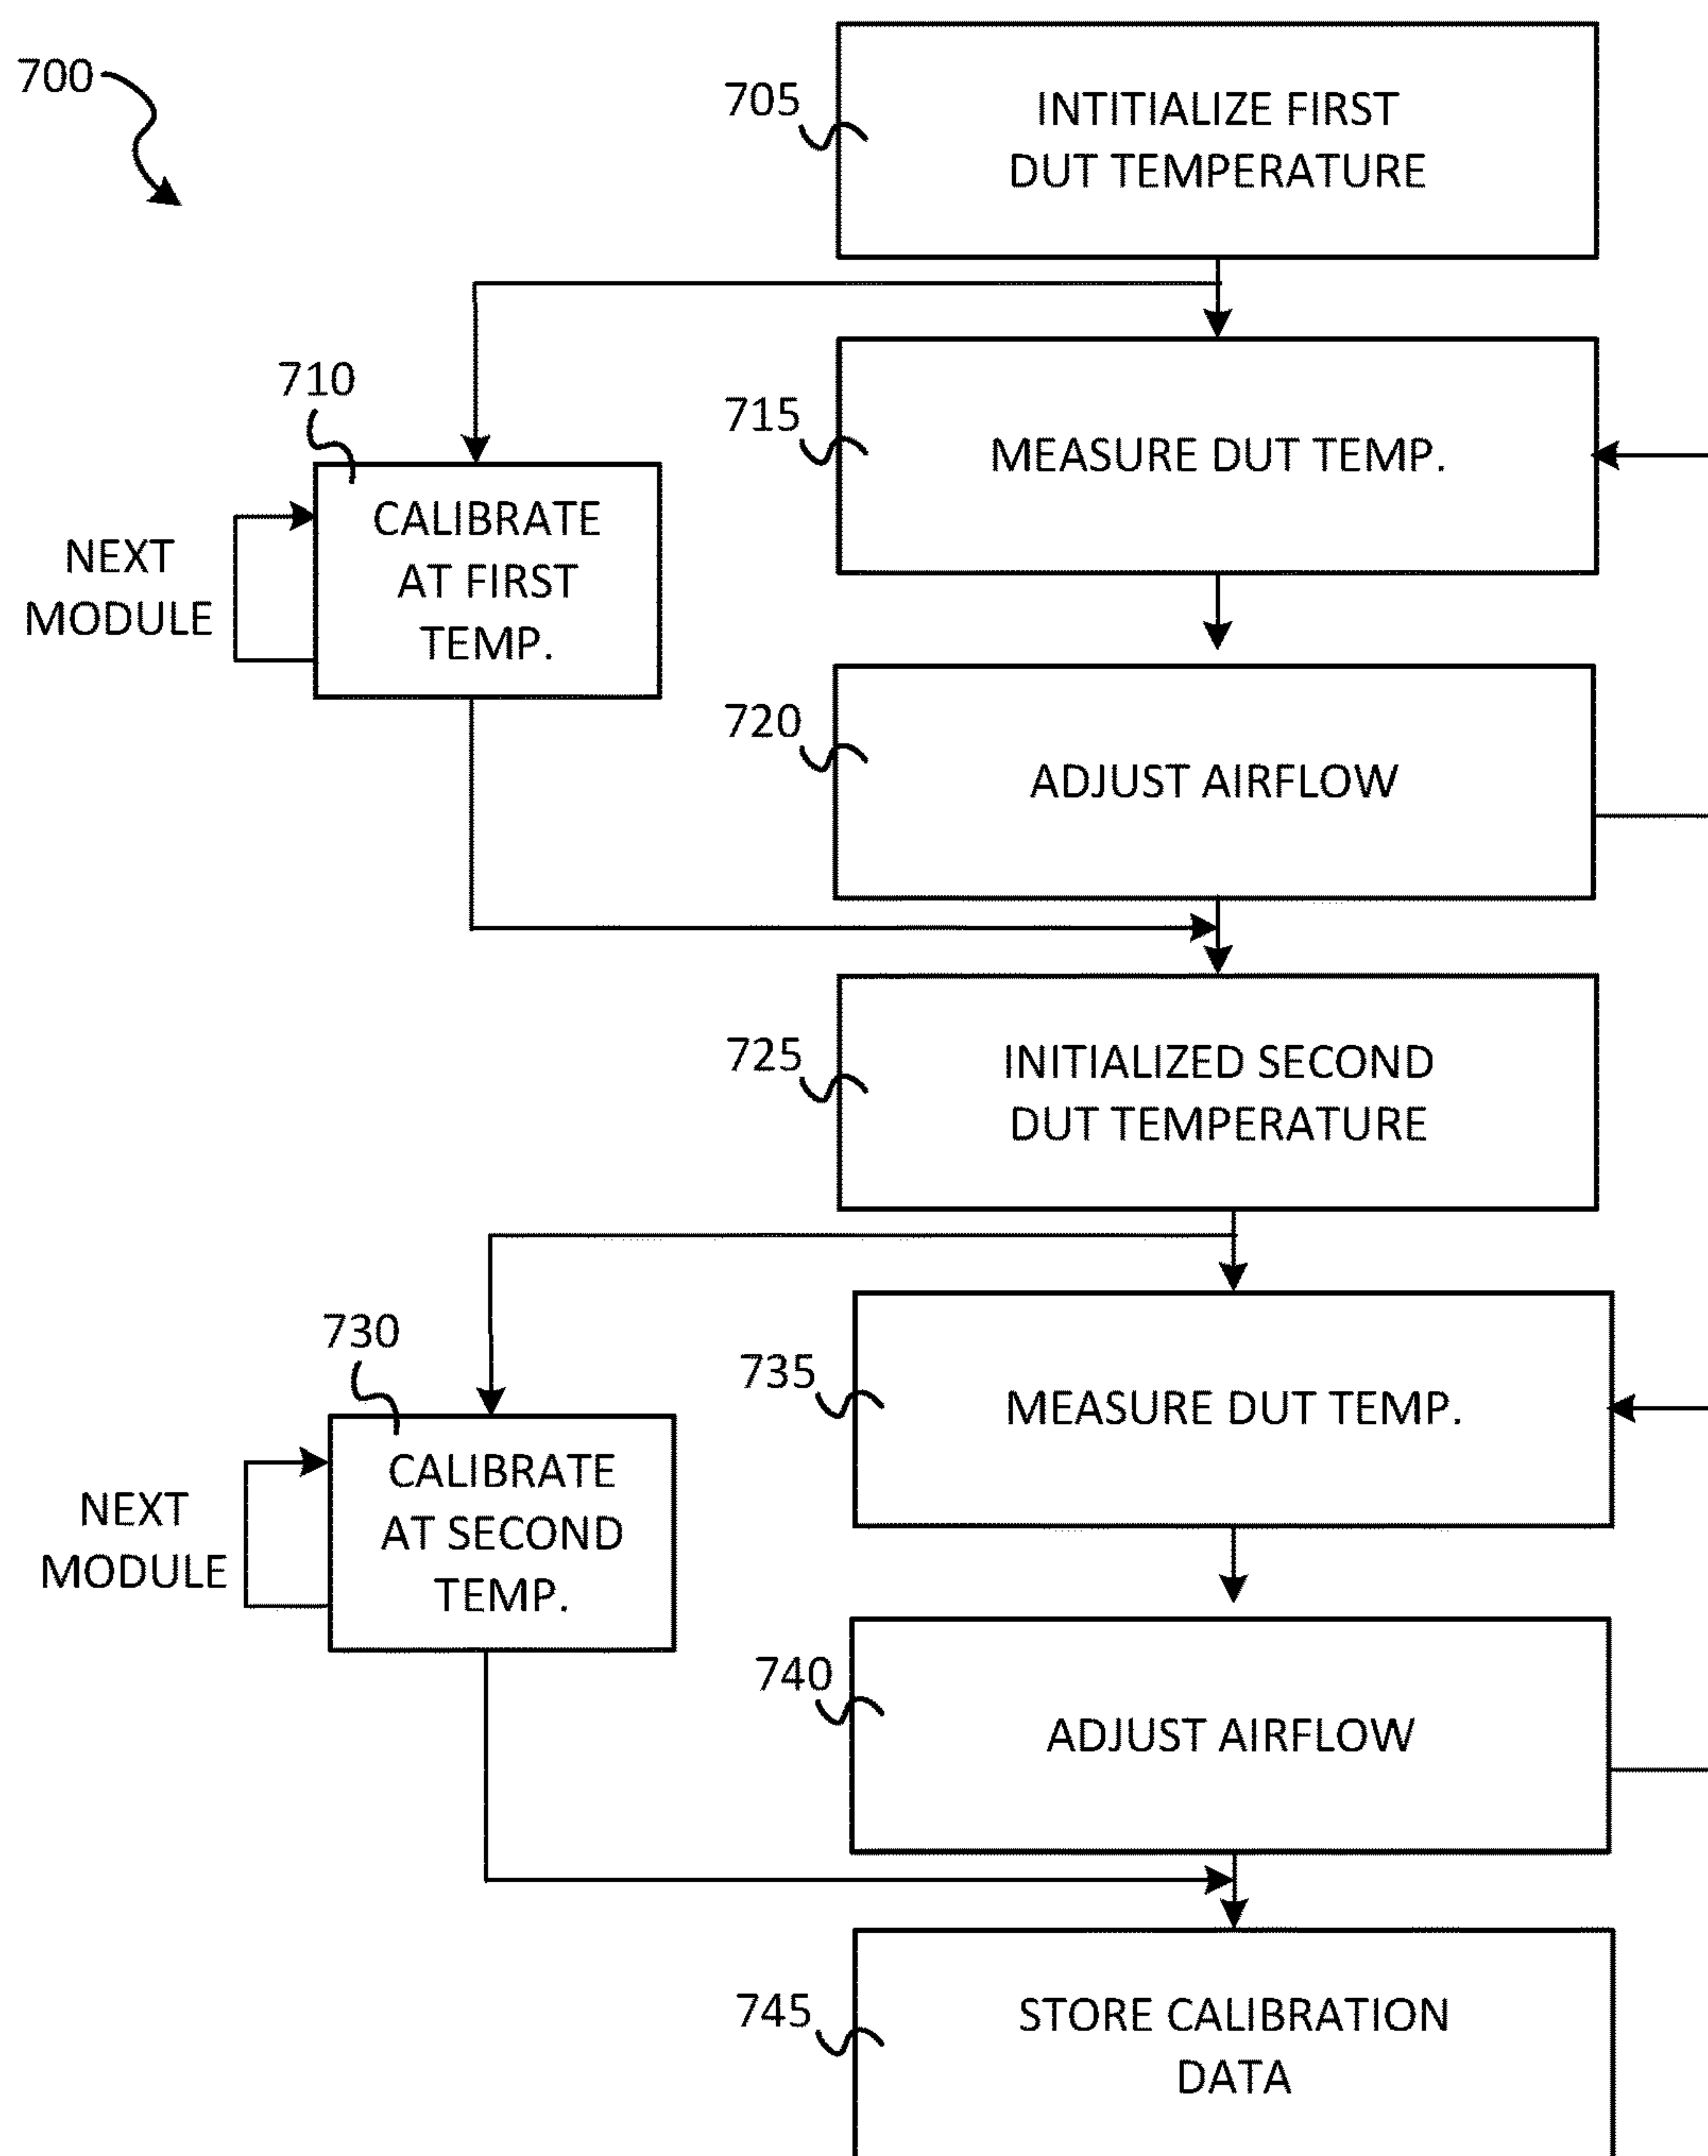 700
705
INTITIALIZE FIRST
DUT TEMPERATURE
710
715
MEASURE DUT TEMP.
CALIBRATE
AT FIRST
TEMP.
NEXT
MODULE
720
ADJUST AIRFLOW
725
INITIALIZED SECOND
DUT TEMPERATURE
730
735
MEASURE DUT TEMP.
CALIBRATE
AT SECOND
TEMP.
NEXT
MODULE
740
ADJUST AIRFLOW
745
STORE CALIBRATION
DATA